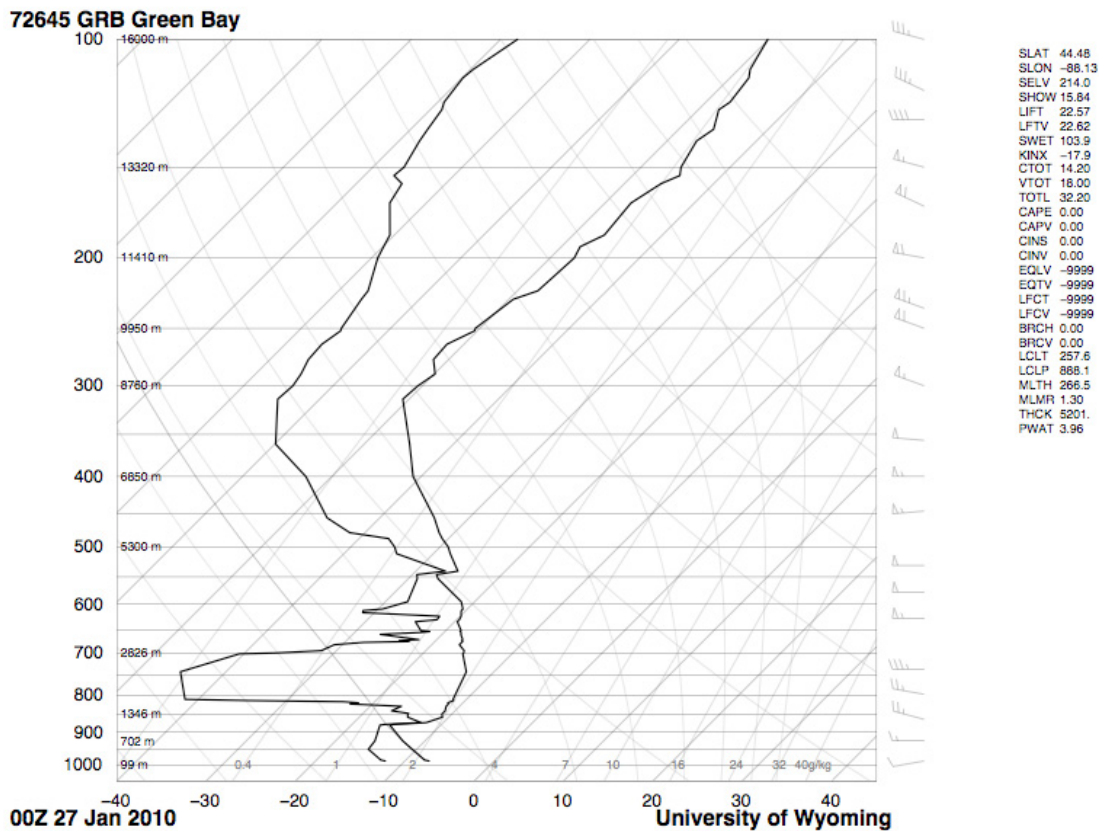 72645 GRB Green Bay
100
16000 m
13320 m
200
11410 m
9950 m
300
8760 m
400
6850 m
500
5300 m
600
700
2826 m
800
1346 m
900
702 m
1000
99 m
0.4
1
2
4
7
10
16
24
32
40g/kg
−40
−30
−20
−10
0
10
20
30
40
00Z 27 Jan 2010
University of Wyoming
SLAT 44.48
SLON −88.13
SELV 214.0
SHOW 15.84
LIFT 22.57
LFTV 22.62
SWET 103.9
KINX −17.9
CTOT 14.20
VTOT 18.00
TOTL 32.20
CAPE 0.00
CAPV 0.00
CINS 0.00
CINV 0.00
EQLV −9999
EQTV −9999
LFCT −9999
LFCV −9999
BRCH 0.00
BRCV 0.00
LCLT 257.6
LCLP 888.1
MLTH 266.5
MLMR 1.30
THCK 5201.
PWAT 3.96